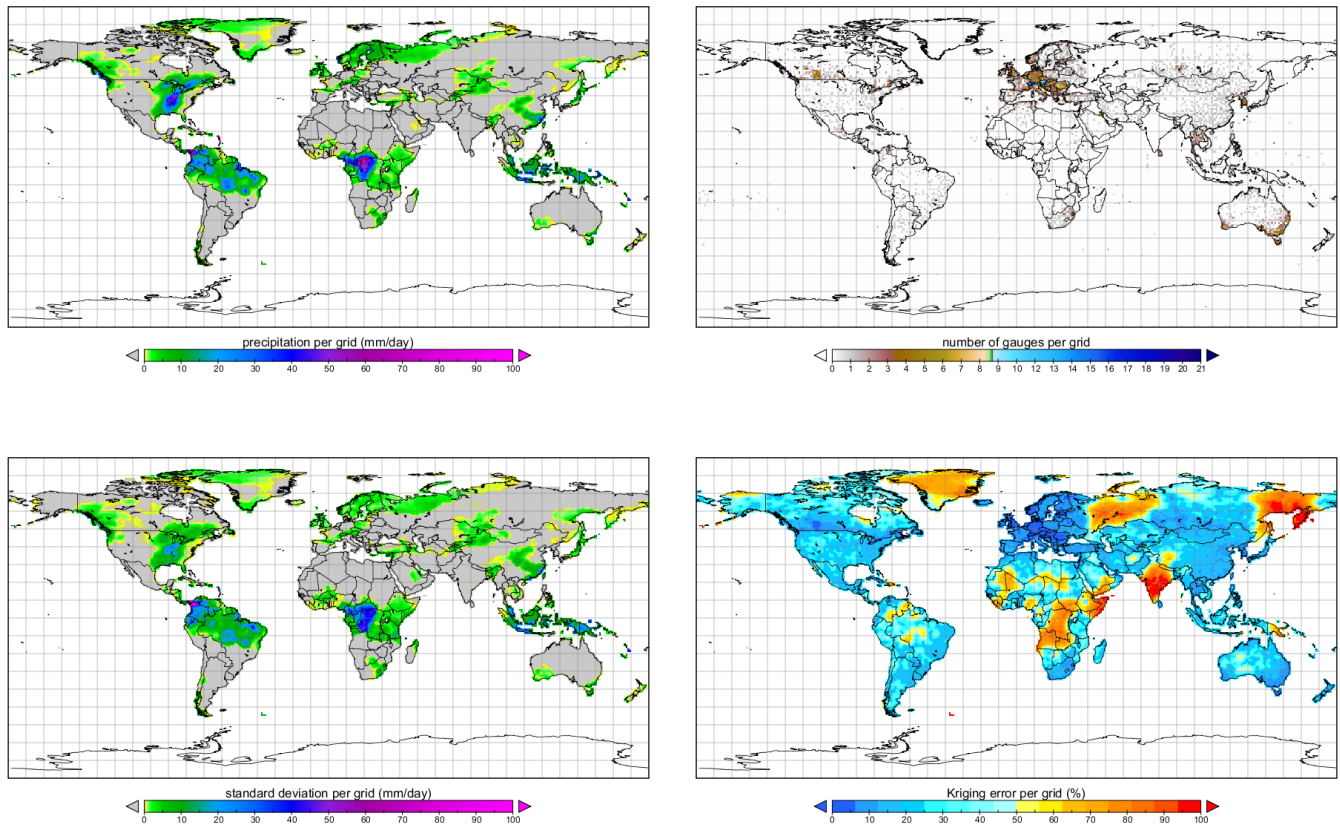 precipitation per grid (mm/day)
0 10 20 30 40 50 60 70 80 90 100
number of gauges per grid
0 1 2 3 4 5 6 7 8 9 10 11 12 13 14 15 16 17 18 19 20 21
standard deviation per grid (mm/day)
0 10 20 30 40 50 60 70 80 90 100
Kriging error per grid (%)
0 10 20 30 40 50 60 70 80 90 100